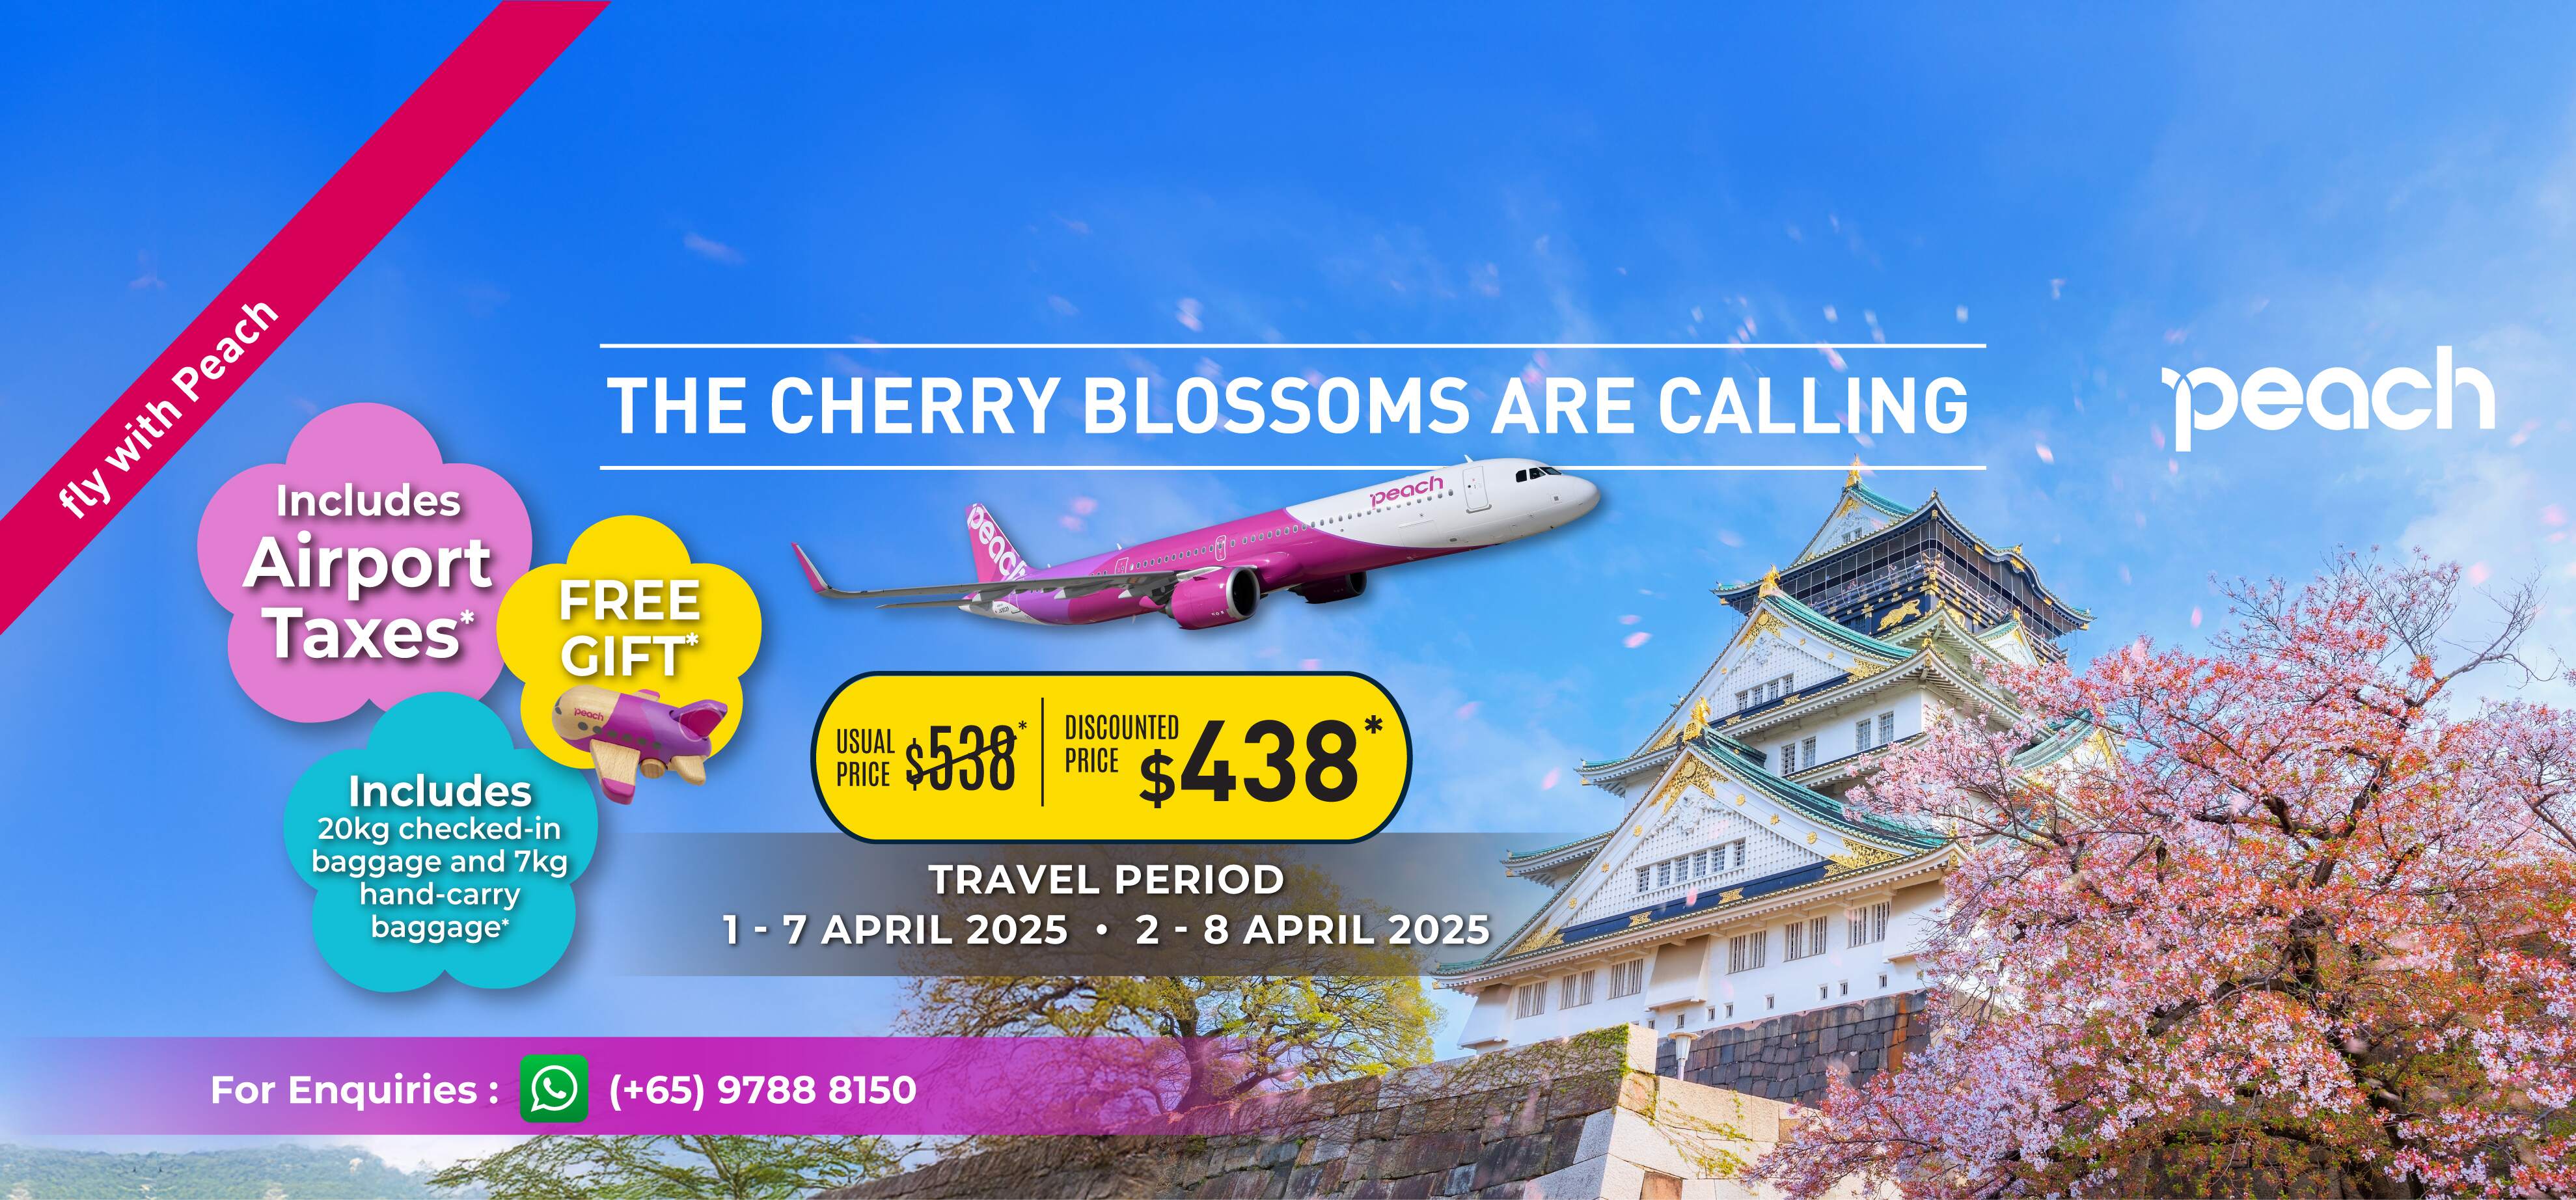 fly with Peach
THE CHERRY BLOSSOMS ARE CALLING
peach
peach
peach
Includes
Airport
Taxes*
FREE
GIFT*
peach
Includes
20kg checked-in
baggage and 7kg
hand-carry
baggage*
USUAL
PRICE
$538*
DISCOUNTED
PRICE
$438*
TRAVEL PERIOD
1 - 7 APRIL 2025 • 2 - 8 APRIL 2025
For Enquiries : (+65) 9788 8150